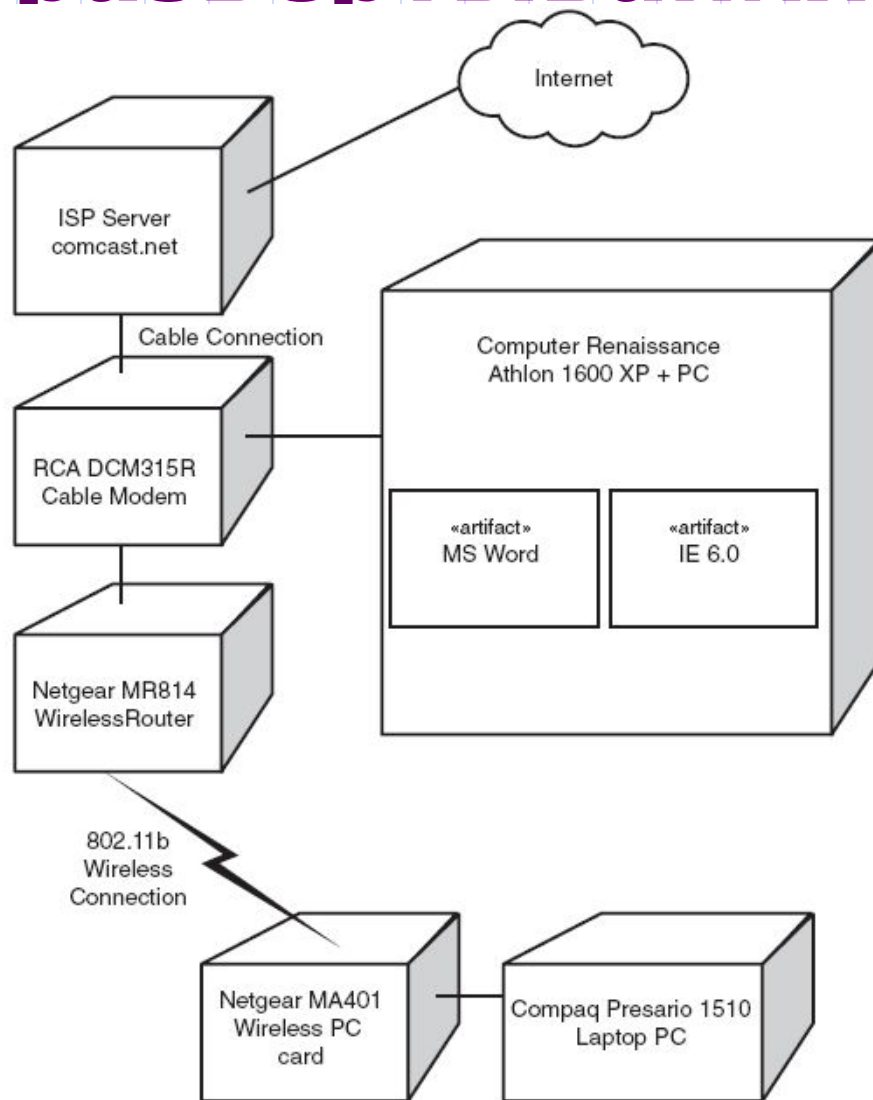 Internet
ISP Server
comcast.net
Cable Connection
Computer Renaissance
Athlon 1600 XP + PC
RCA DCM315R
Cable Modem
«artifact»
MS Word
«artifact»
IE 6.0
Netgear MR814
WirelessRouter
802.11b
Wireless
Connection
Netgear MA401
Wireless PC
card
Compaq Presario 1510
Laptop PC